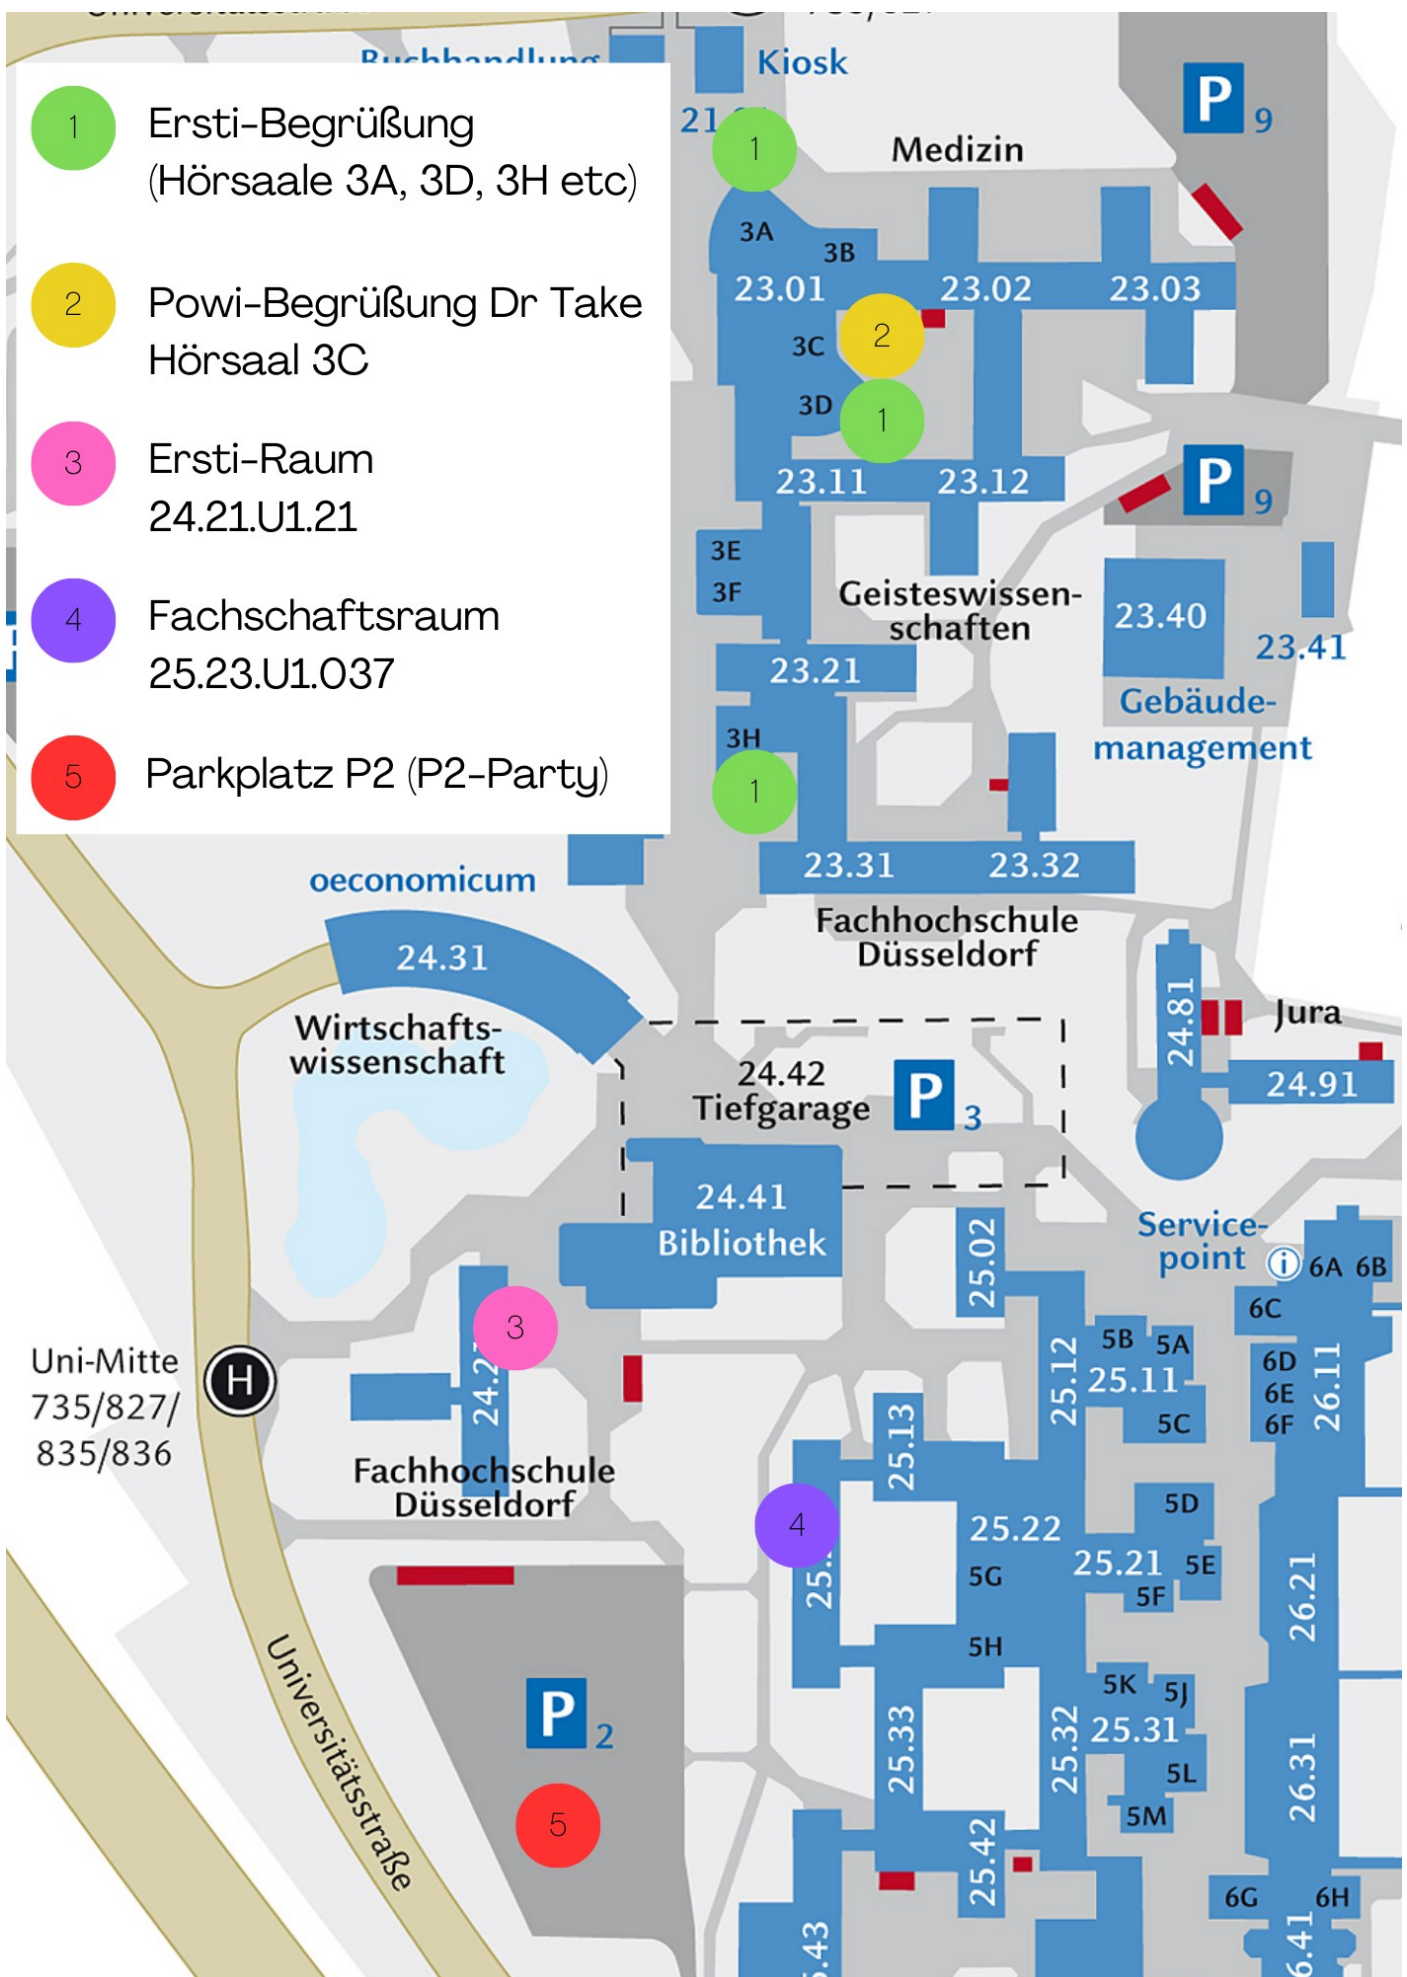 Kiosk
1 Ersti-Begrüßung
(Hörsaale 3A, 3D, 3H etc)
2 Powi-Begrüßung Dr Take
Hörsaal 3C
3 Ersti-Raum
24.21.U1.21
4 Fachschaftsraum
25.23.U1.037
5 Parkplatz P2 (P2-Party)
Buchhandlung
1
Medizin
P 9
3A
3B
23.01
23.02
23.03
3C
2
3D
1
23.11
23.12
P 9
3E
3F
Geisteswissen-
schaften
23.40
23.41
23.21
Gebäude-
management
3H
1
23.31
23.32
oeconomicum
Fachhochschule
Düsseldorf
24.31
24.81
Jura
Wirtschafts-
wissenschaft
24.42
Tiefgarage
P 3
24.91
24.41
Bibliothek
25.02
Service-
point
i
6A 6B
6C
3
Uni-Mitte
735/827/
835/836
H
25.12
5B
5A
25.11
5C
6D
6E
6F
26.11
25.13
Fachhochschule
Düsseldorf
4
25.22
5G
5H
5D
25.21
5E
5F
26.21
Universitätsstraße
P 2
5
25.33
25.32
5K
5J
25.31
5L
5M
26.31
25.42
6G
6H